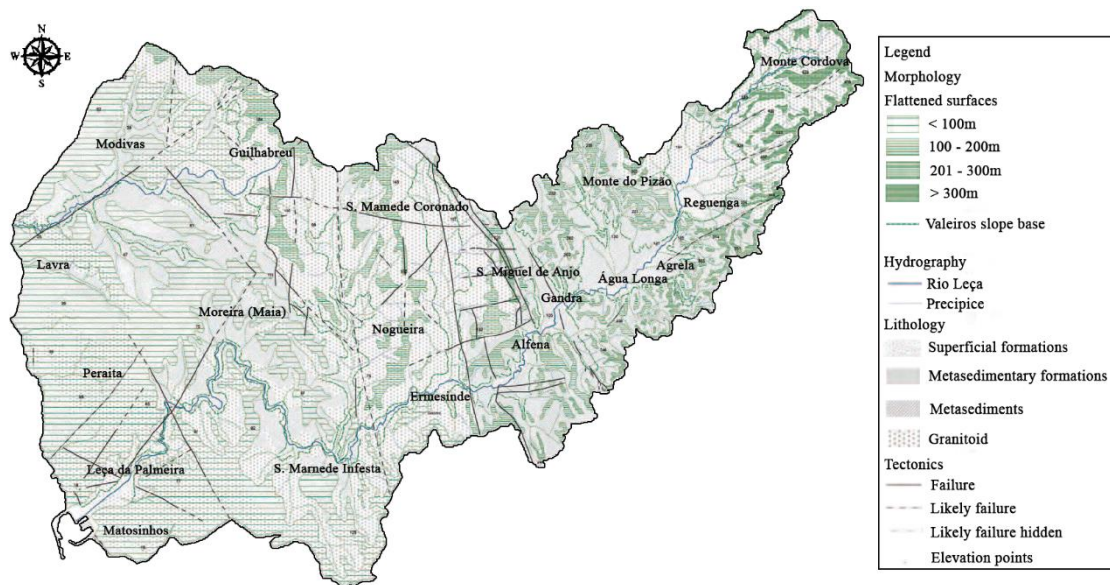 N
W E
S
Monte Cordova
Modivas
Guilhabreu
Monte do Pizão
Reguenga
S. Mamede Coronado
Lavra
S. Miguel de Anjo
Agrela
Água Longa
Gandra
Moreira (Maia)
Nogueira
Alfena
Peraita
Ermesinde
Leça da Palmeira
S. Marnede Infesta
Matosinhos
Legend
Morphology
Flattened surfaces
< 100m
100 - 200m
201 - 300m
> 300m
Valeiros slope base
Hydrography
Rio Leça
Precipice
Lithology
Superficial formations
Metasedimentary formations
Metasediments
Granitoid
Tectonics
Failure
Likely failure
Likely failure hidden
Elevation points